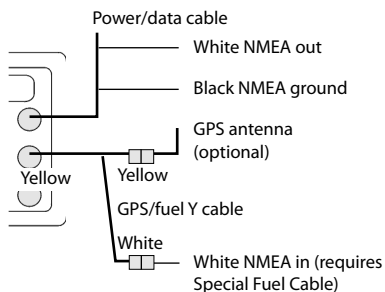 Power/data cable
White NMEA out
Black NMEA ground
GPS antenna
(optional)
Yellow
Yellow
GPS/fuel Y cable
White
White NMEA in (requires
Special Fuel Cable)